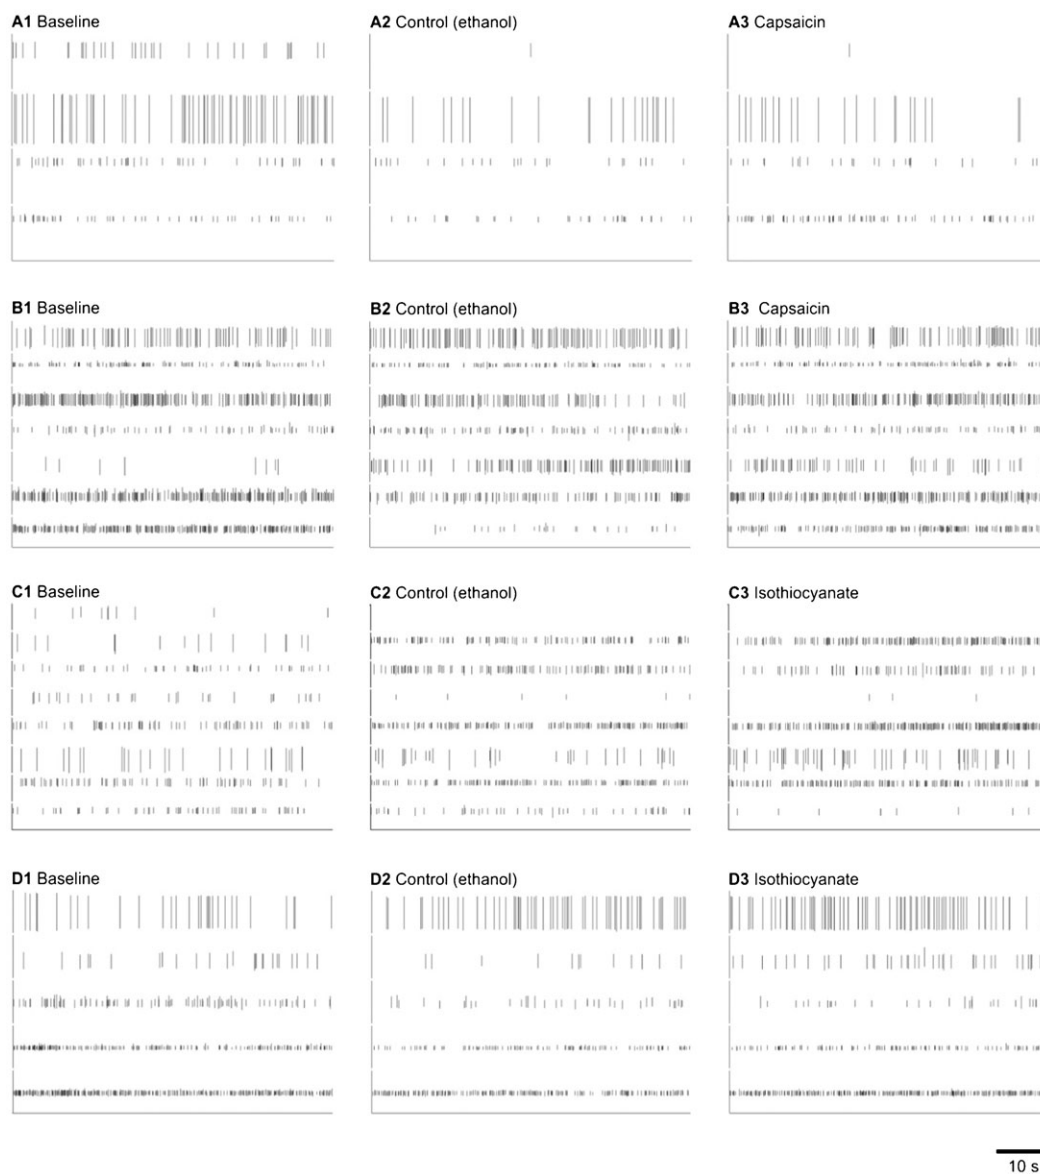 A1 Baseline
A2 Control (ethanol)
A3 Capsaicin
B1 Baseline
B2 Control (ethanol)
B3 Capsaicin
C1 Baseline
C2 Control (ethanol)
C3 Isothiocyanate
D1 Baseline
D2 Control (ethanol)
D3 Isothiocyanate
10 s